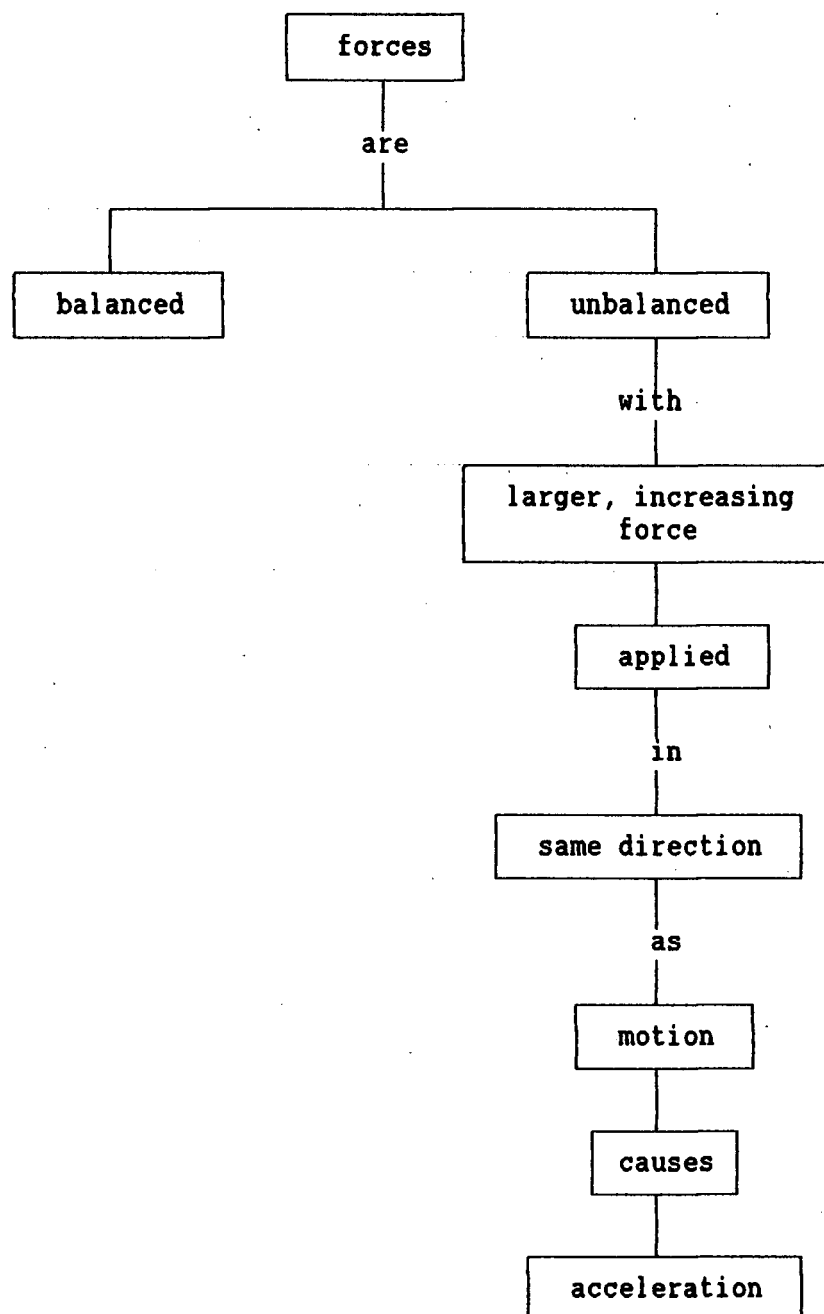 forces
are
balanced
unbalanced
with
larger, increasing
force
applied
in
same direction
as
motion
causes
acceleration